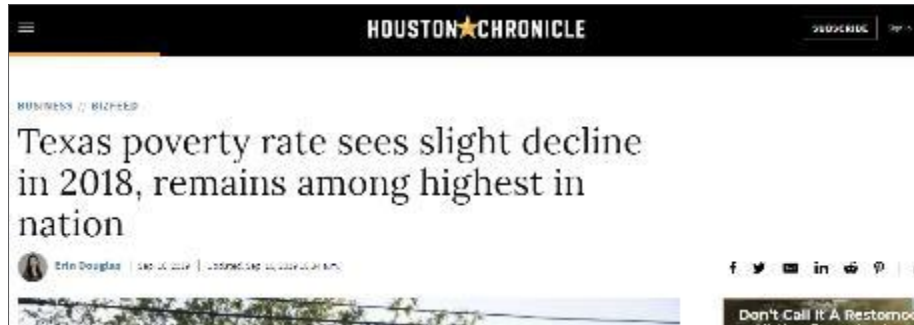 HOUSTON CHRONICLE
SUBSCRIBE
BUSINESS // BIZFEED
Texas poverty rate sees slight decline
in 2018, remains among highest in
nation
Erin Douglas
Don't Call It A Restomod